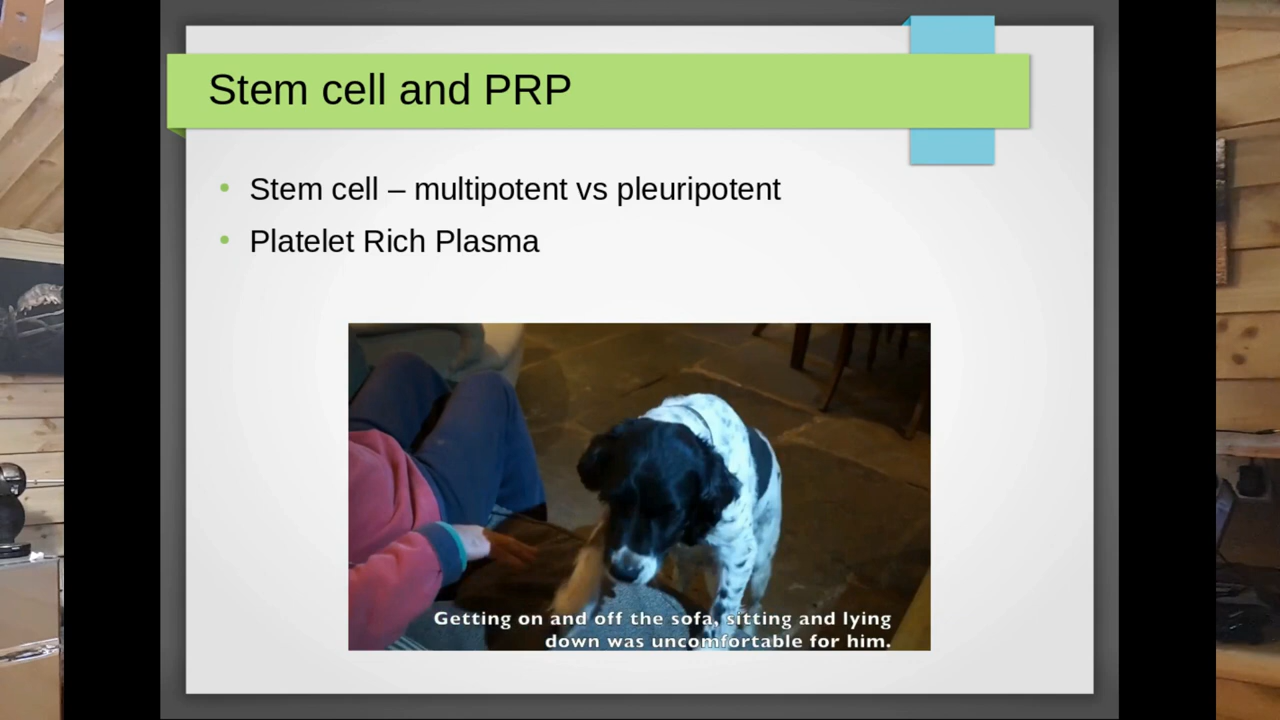 Stem cell and PRP
Stem cell – multipotent vs pleuripotent
Platelet Rich Plasma
Getting on and off the sofa, sitting and lying
down was uncomfortable for him.